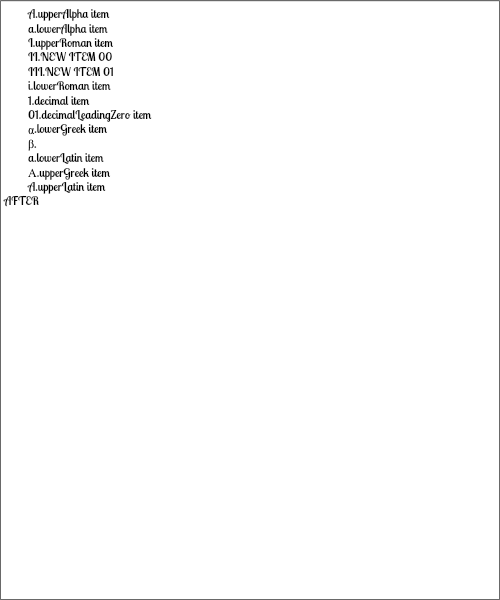 A.upperAlpha item
a.lowerAlpha item
I.upperRoman item
II.NEW ITEM 00
III.NEW ITEM 01
i.lowerRoman item
1.decimal item
01.decimalLeadingZero item
α.lowerGreek item
β.
a.lowerLatin item
Α.upperGreek item
A.upperLatin item
AFTER